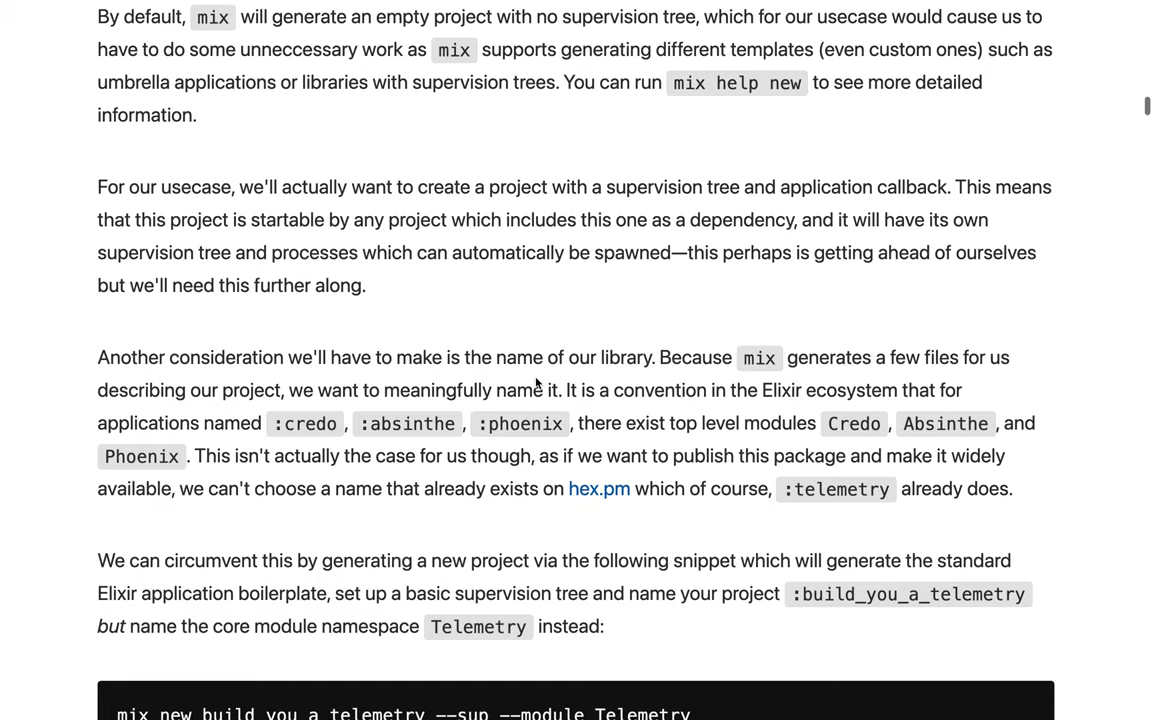 By default, mix will generate an empty project with no supervision tree, which for our usecase would cause us to
have to do some unneccessary work as mix supports generating different templates (even custom ones) such as
umbrella applications or libraries with supervision trees. You can run mix help new to see more detailed
information.
For our usecase, we'll actually want to create a project with a supervision tree and application callback. This means
that this project is startable by any project which includes this one as a dependency, and it will have its own
supervision tree and processes which can automatically be spawned—this perhaps is getting ahead of ourselves
but we'll need this further along.
Another consideration we'll have to make is the name of our library. Because mix generates a few files for us
describing our project, we want to meaningfully name it. It is a convention in the Elixir ecosystem that for
applications named :credo, :absinthe, :phoenix, there exist top level modules Credo, Absinthe, and
Phoenix. This isn't actually the case for us though, as if we want to publish this package and make it widely
available, we can't choose a name that already exists on hex.pm which of course, :telemetry already does.
We can circumvent this by generating a new project via the following snippet which will generate the standard
Elixir application boilerplate, set up a basic supervision tree and name your project :build_you_a_telemetry
but name the core module namespace Telemetry instead:
mix new build_you_a_telemetry --sup --module Telemetry